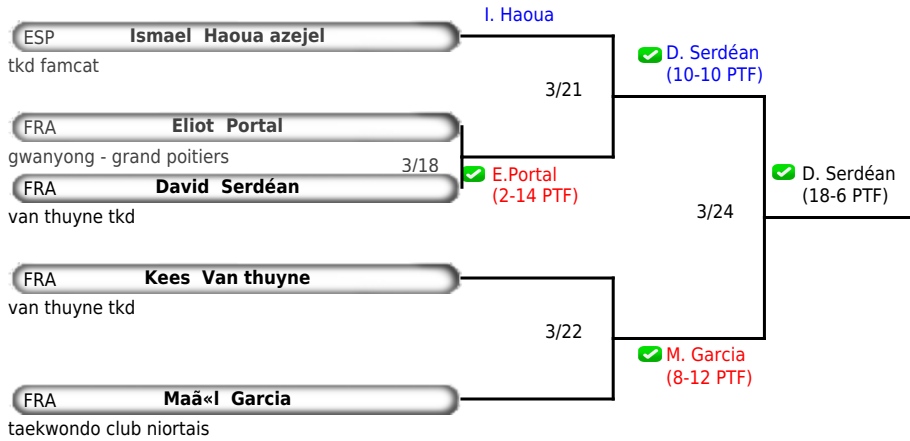 I. Haoua
ESP Ismael Haoua azejel
tkd famcat
D. Serdéan
(10-10 PTF)
3/21
FRA Eliot Portal
gwanyong - grand poitiers
3/18
E.Portal
(2-14 PTF)
FRA David Serdéan
van thuyne tkd
D. Serdéan
(18-6 PTF)
3/24
FRA Kees Van thuyne
van thuyne tkd
3/22
M. Garcia
(8-12 PTF)
FRA Maã«l Garcia
taekwondo club niortais